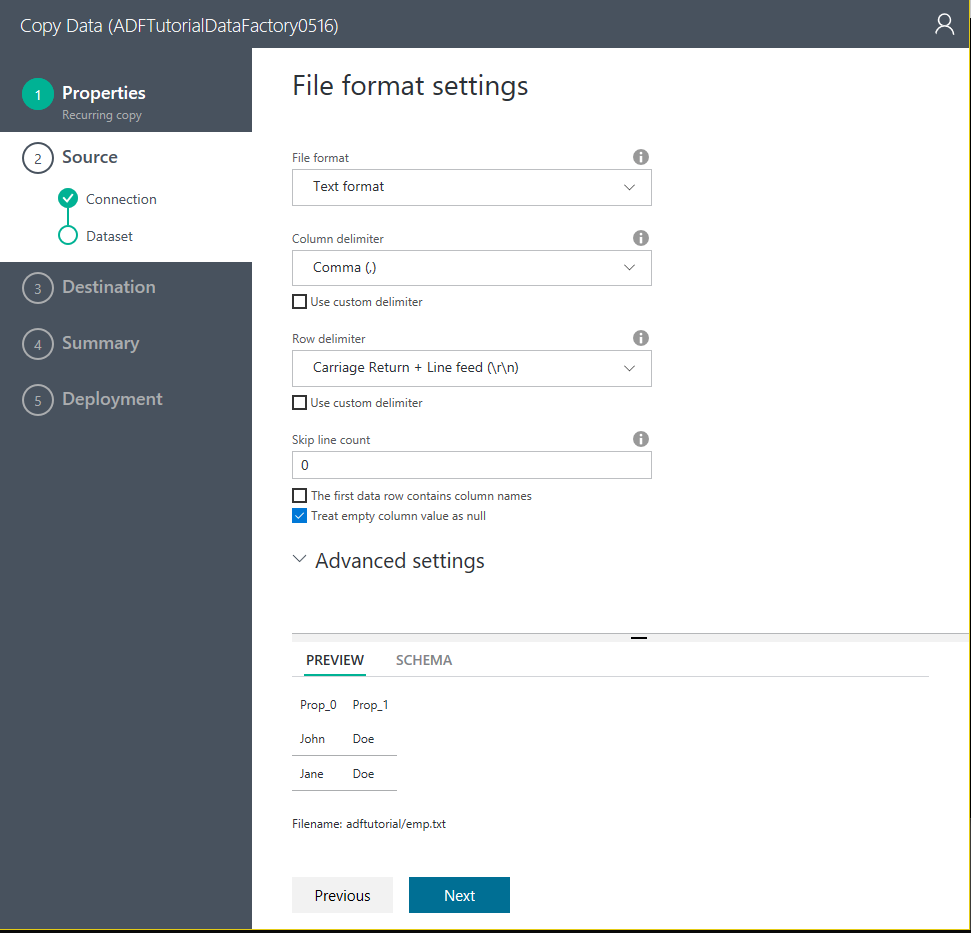 Copy Data (ADFTutorialDataFactory0516)
1 Properties
Recurring copy
2 Source
Connection
Dataset
3 Destination
4 Summary
5 Deployment
File format settings
File format
Text format
Column delimiter
Comma (,)
Use custom delimiter
Row delimiter
Carriage Return + Line feed (\r\n)
Use custom delimiter
Skip line count
0
The first data row contains column names
Treat empty column value as null
Advanced settings
PREVIEW SCHEMA
Prop_0 Prop_1
John Doe
Jane Doe
Filename: adftutorial/emp.txt
Previous Next